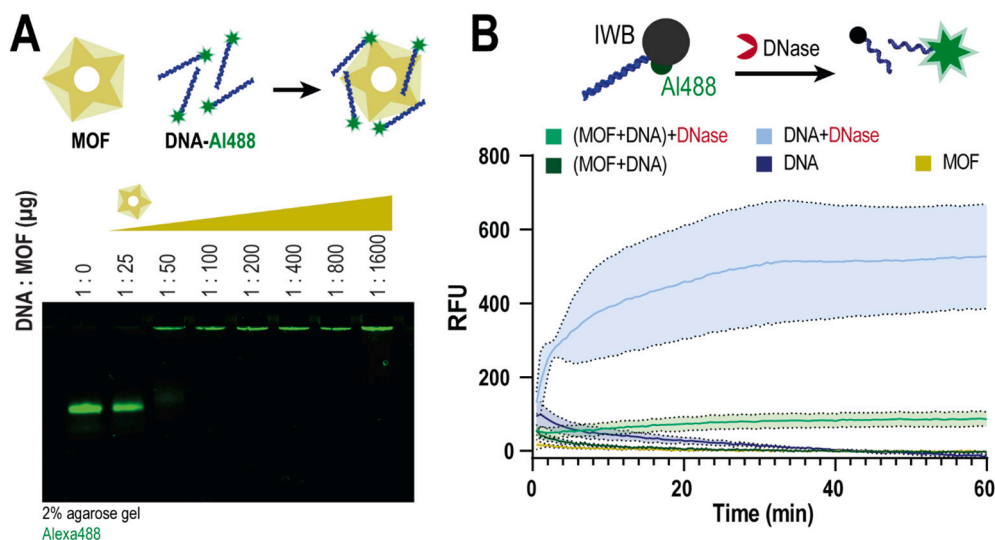 A
MOF
DNA-Al488
DNA : MOF (µg)
1 : 0
1 : 25
1 : 50
1 : 100
1 : 200
1 : 400
1 : 800
1 : 1600
2% agarose gel
Alexa488
B
IWB
Al488
DNase
(MOF+DNA)+DNase
DNA+DNase
(MOF+DNA)
DNA
MOF
RFU
800
600
400
200
0
0
20
40
60
Time (min)